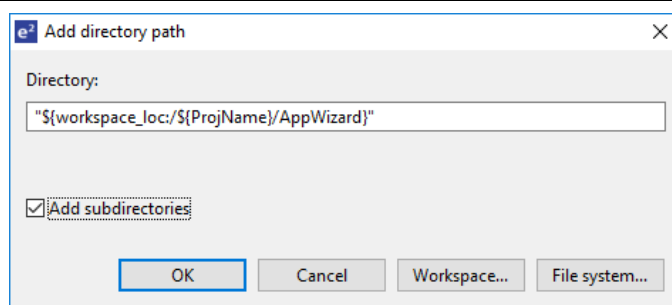 e² Add directory path
Directory:
"${workspace_loc:/${ProjName}/AppWizard}"
Add subdirectories
OK Cancel Workspace... File system...